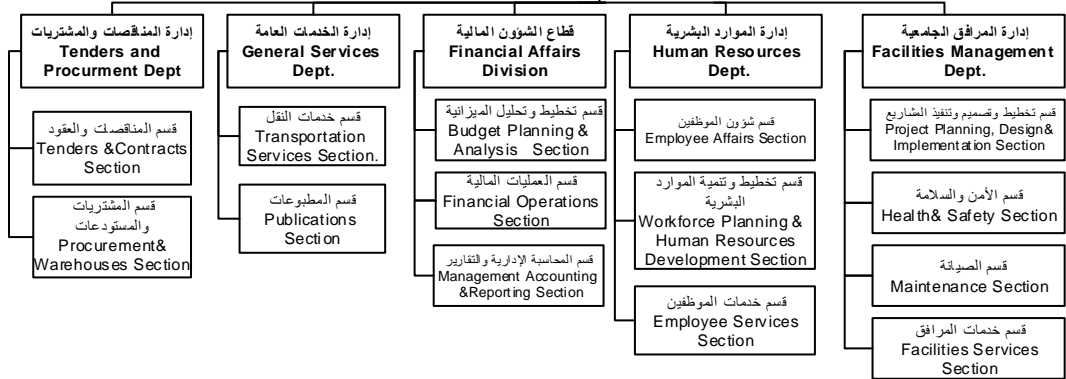 إدارة المناقصات والمشتريات
Tenders and
Procurment Dept
قسم المناقصات والعقود
Tenders &Contracts
Section
قسم المشتريات
والمستودعات
Procurement&
Warehouses Section
إدارة الخدمات العامة
General Services
Dept.
قسم خدمات النقل
Transportation
Services Section.
قسم المطبوعات
Publications
Section
قطاع الشؤون المالية
Financial Affairs
Division
قسم تخطيط وتحليل الميزانية
Budget Planning &
Analysis Section
قسم العمليات المالية
Financial Operations
Section
قسم المحاسبة الإدارية والتقارير
Management Accounting
&Reporting Section
إدارة الموارد البشرية
Human Resources
Dept.
قسم شؤون الموظفين
Employee Affairs Section
قسم تخطيط وتنمية الموارد
البشرية
Workforce Planning &
Human Resources
Development Section
قسم خدمات الموظفين
Employee Services
Section
إدارة المرافق الجامعية
Facilities Management
Dept.
قسم تخطيط وتصميم وتنفيذ المشاريع
Project Planning, Design&
Implementation Section
قسم الأمن والسلامة
Health& Safety Section
قسم الصيانة
Maintenance Section
قسم خدمات المرافق
Facilities Services
Section